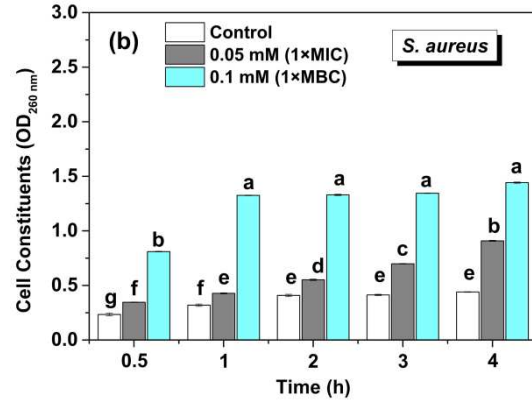 (b)
Control
0.05 mM (1×MIC)
0.1 mM (1×MBC)
S. aureus
Cell Constituents (OD260 nm)
3.0
2.5
2.0
1.5
1.0
0.5
0.0
g f b
f e a
e d a
e c a
e b a
0.5 1 2 3 4
Time (h)